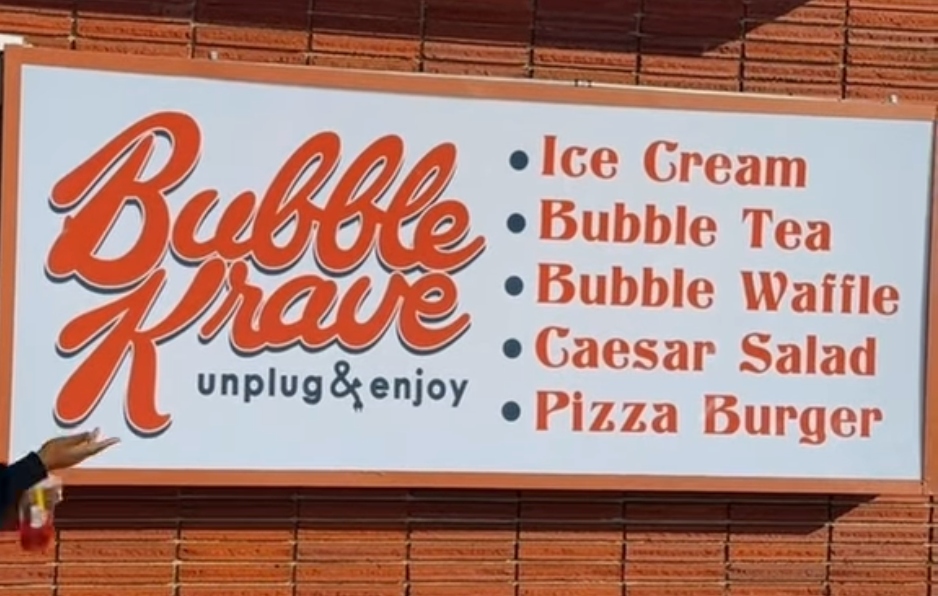 Bubble
Krave
unplug & enjoy
• Ice Cream
• Bubble Tea
• Bubble Waffle
• Caesar Salad
• Pizza Burger